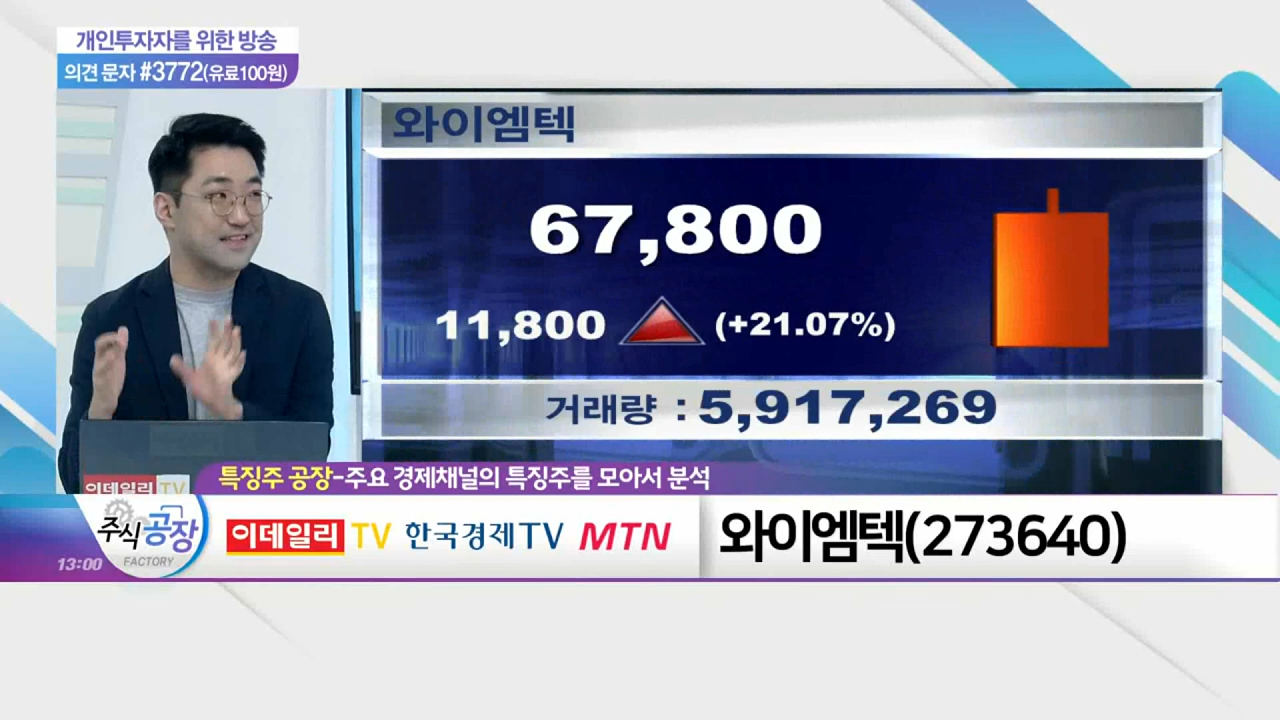 개인투자자를 위한 방송
의견 문자 #3772(유료100원)
와이엠텍
67,800
11,800 (+21.07%)
거래량 : 5,917,269
이데일리 TV
특징주 공장-주요 경제채널의 특징주를 모아서 분석
주식공장
FACTORY
13:00
이데일리 TV 한국경제TV MTN
와이엠텍(273640)